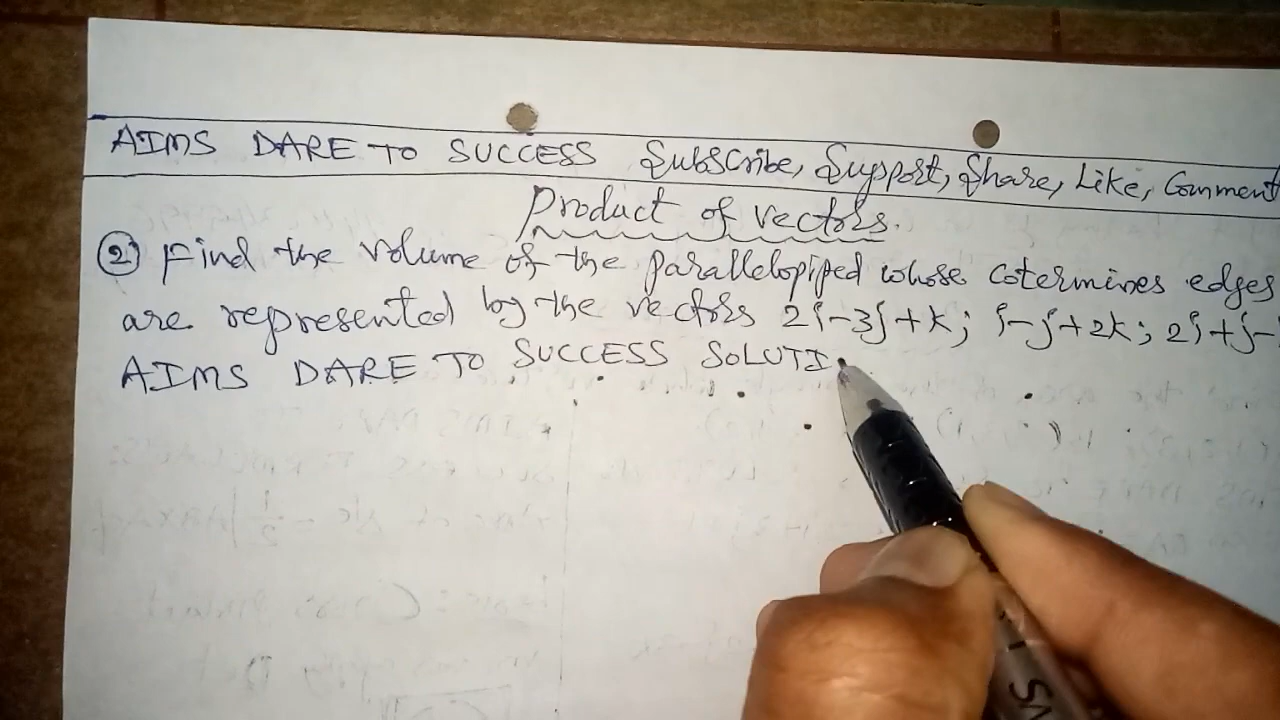 AIMS DARE TO SUCCESS Subscribe, Support, Share, Like, Comment
Product of vectors.
② Find the volume of the parallelopiped whose cotermines edges
are represented by the vectors 2i-3j+k; i-j+2k; 2i+j-
AIMS DARE TO SUCCESS SOLUTI